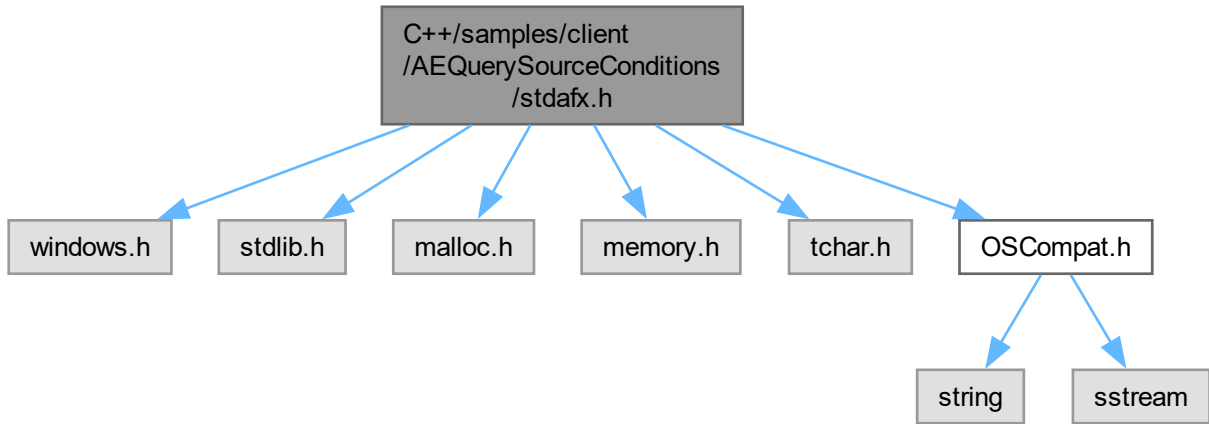 C++/samples/client
/AEQuerySourceConditions
/stdafx.h
windows.h
stdlib.h
malloc.h
memory.h
tchar.h
OSCompat.h
string
sstream